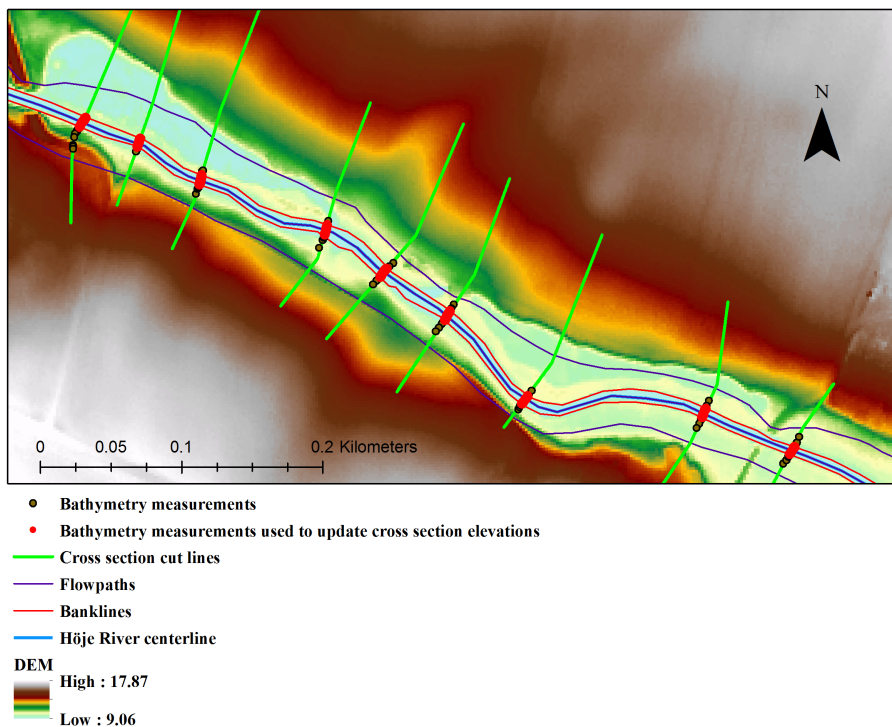 N
0 0.05 0.1 0.2 Kilometers
Bathymetry measurements
Bathymetry measurements used to update cross section elevations
Cross section cut lines
Flowpaths
Banklines
Höje River centerline
DEM
High : 17.87
Low : 9.06